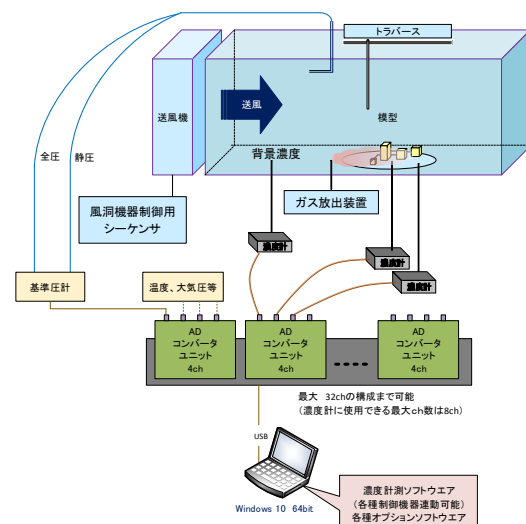 トラバース
送風機
送風
模型
全圧
静圧
背景濃度
ガス放出装置
風洞機器制御用
シーケンサ
濃度計
濃度計
濃度計
基準圧計
温度、大気圧等
AD
コンバータ
ユニット
4ch
AD
コンバータ
ユニット
4ch
AD
コンバータ
ユニット
4ch
最大 32chの構成まで可能
(濃度計に使用できる最大ch数は8ch)
USB
Windows 10 64bit
濃度計測ソフトウエア
(各種制御機器連動可能)
各種オプションソフトウエア